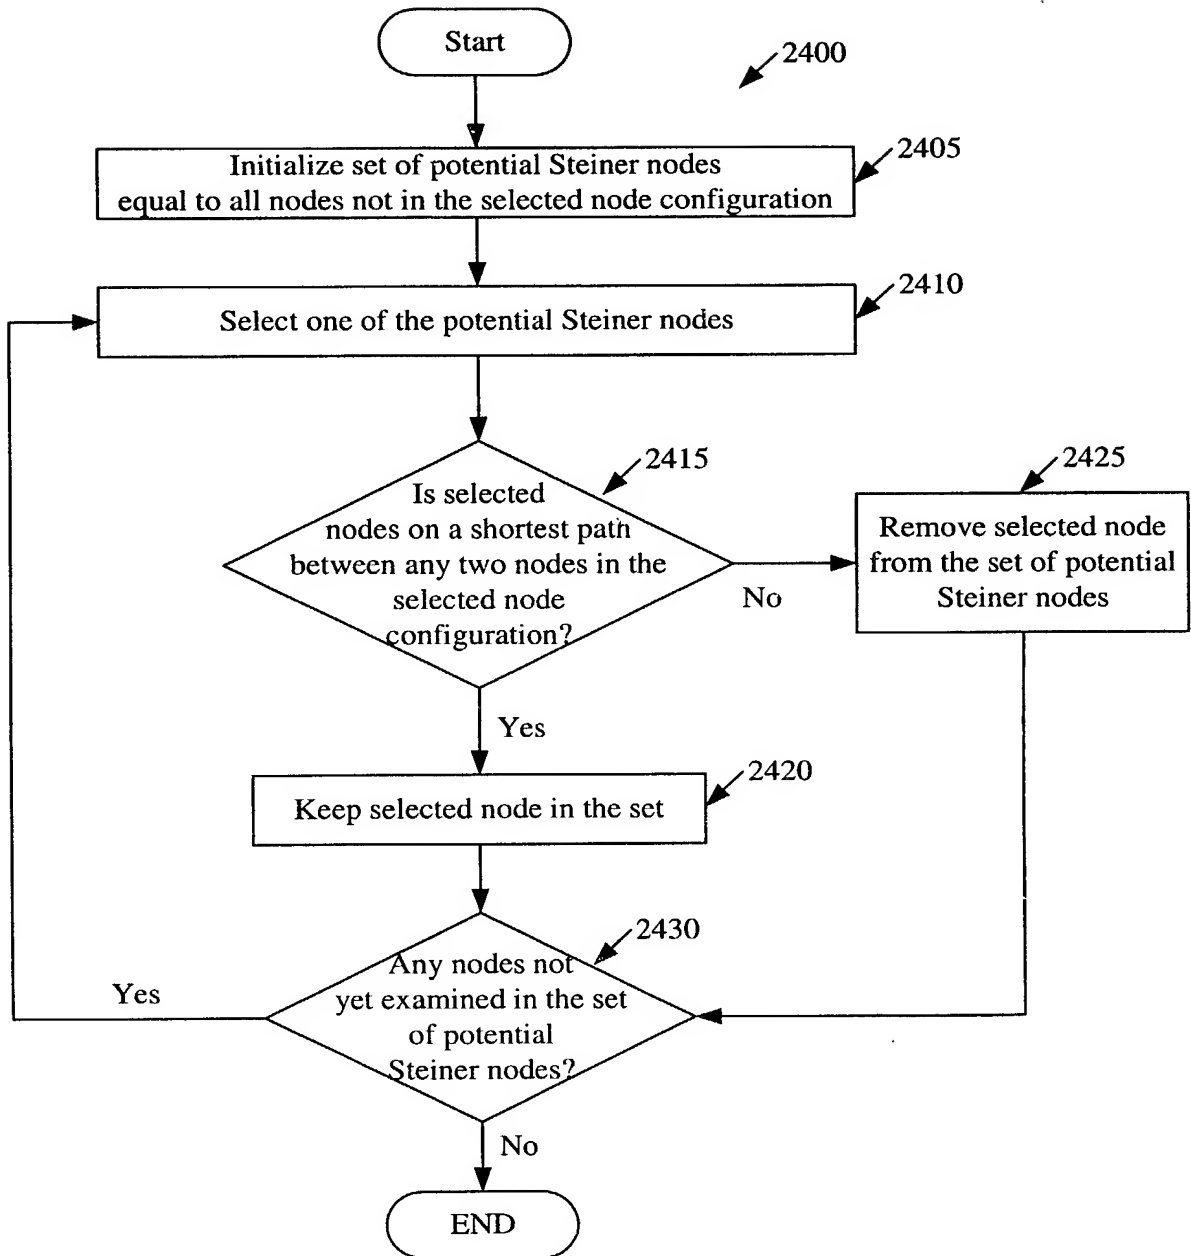 Start
2400
Initialize set of potential Steiner nodes
equal to all nodes not in the selected node configuration
2405
Select one of the potential Steiner nodes
2410
Is selected
nodes on a shortest path
between any two nodes in the
selected node
configuration?
2415
No
Remove selected node
from the set of potential
Steiner nodes
2425
Yes
Keep selected node in the set
2420
Any nodes not
yet examined in the set
of potential
Steiner nodes?
2430
Yes
No
END